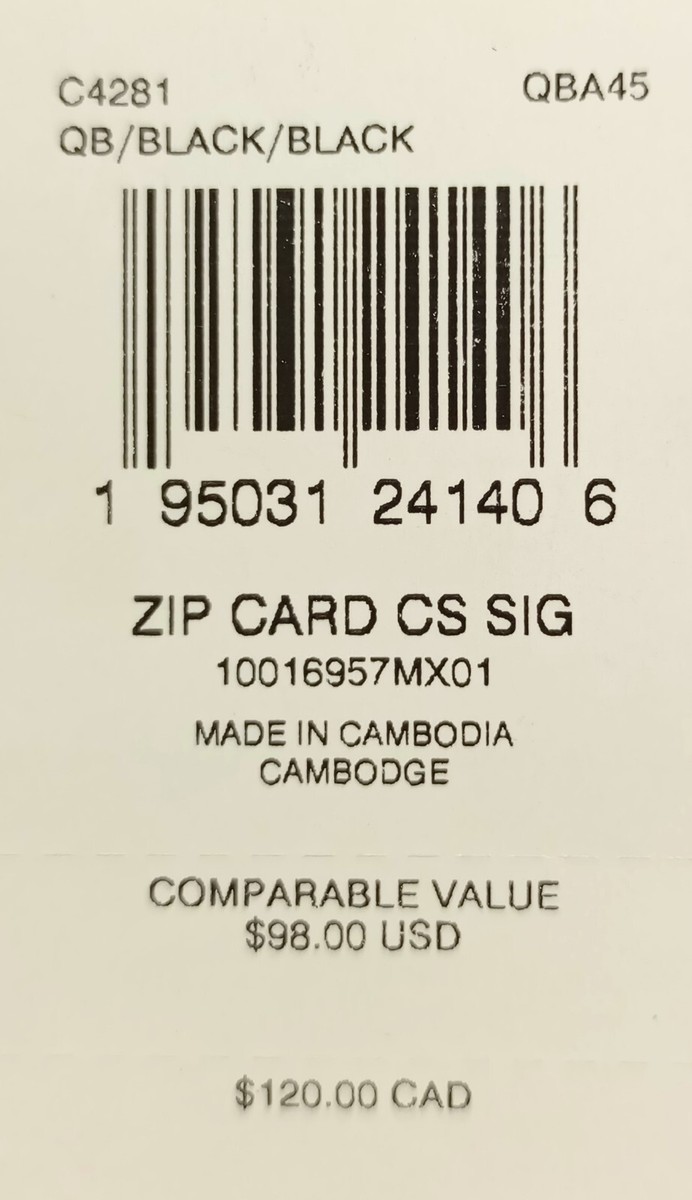 C4281 QBA45
QB/BLACK/BLACK
1 95031 24140 6
ZIP CARD CS SIG
10016957MX01
MADE IN CAMBODIA
CAMBODGE
COMPARABLE VALUE
$98.00 USD
$120.00 CAD